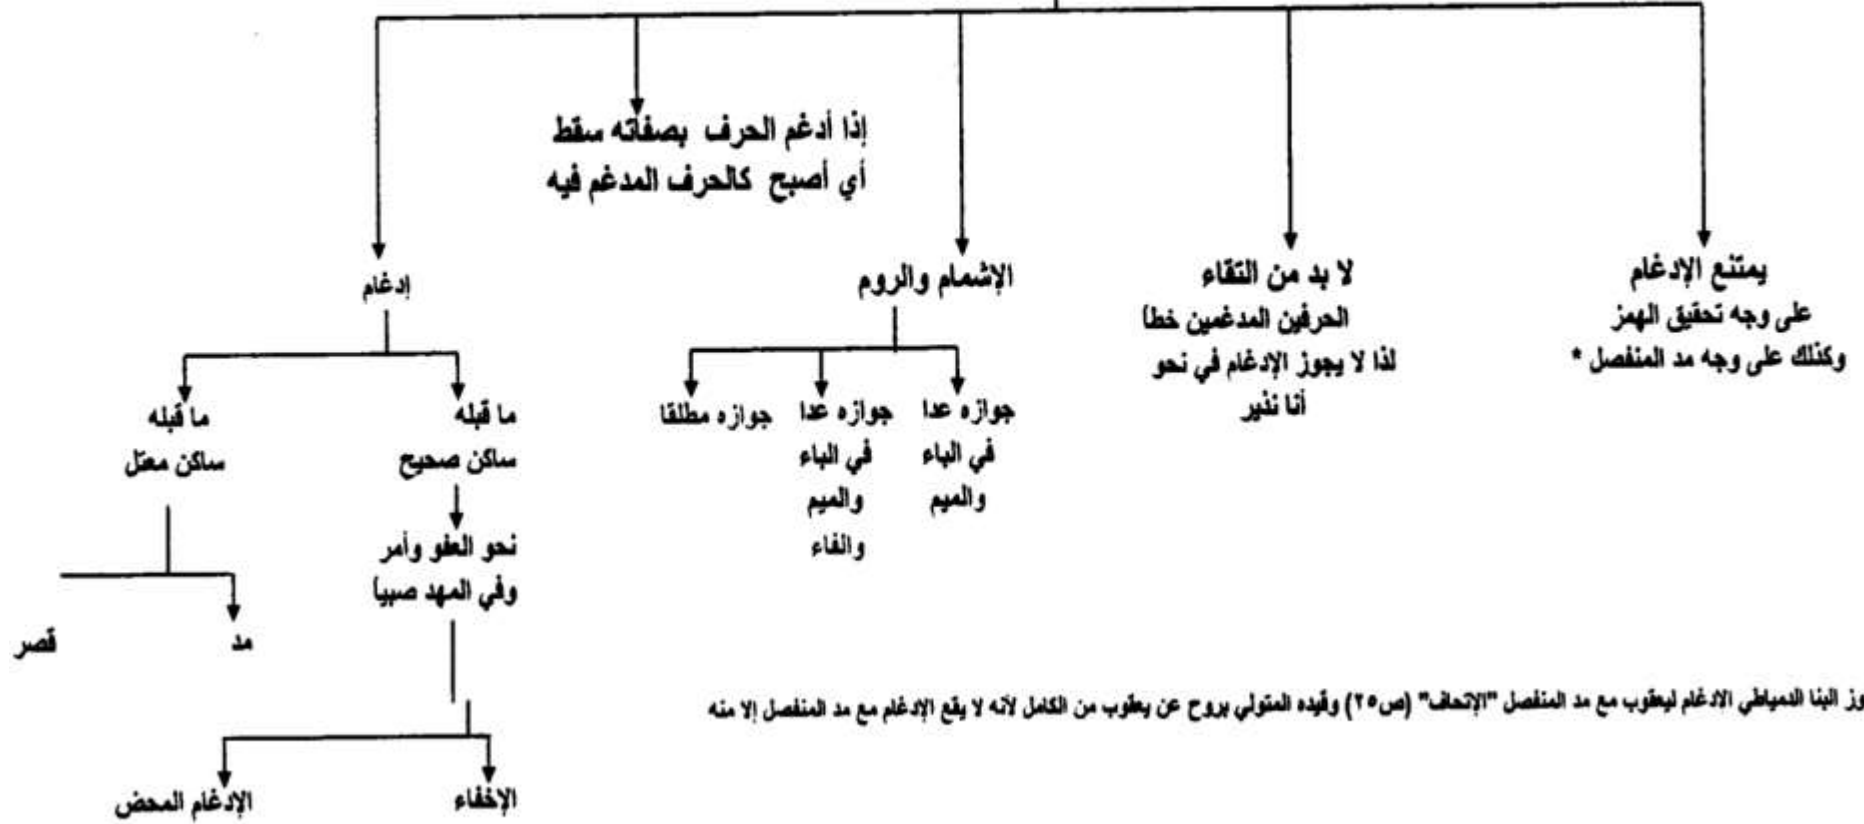 يمتنع الإدغام
على وجه تحقيق الهمز
وكذلك على وجه مد المنفصل *
لا بد من التقاء
الحرفين المدغمين خطا
لذا لا يجوز الإدغام في نحو
أنا نذير
الإشمام والروم
جوازه عدا
في الباء
والميم
جوازه عدا
في الباء
والميم
والفاء
جوازه مطلقا
إذا أدغم الحرف بصفاته سقط
أي أصبح كالحرف المدغم فيه
إدغام
ما قبله
ساكن صحيح
نحو العفو وأمر
وفي المهد صبيا
الإخفاء
الإدغام المحض
ما قبله
ساكن معتل
مد
قصر
وز البنا الدمياطي الادغام ليعقوب مع مد المنفصل "الإتحاف" (ص٢٥) وقيده المتولي بروح عن يعقوب من الكامل لأنه لا يقع الإدغام مع مد المنفصل إلا منه